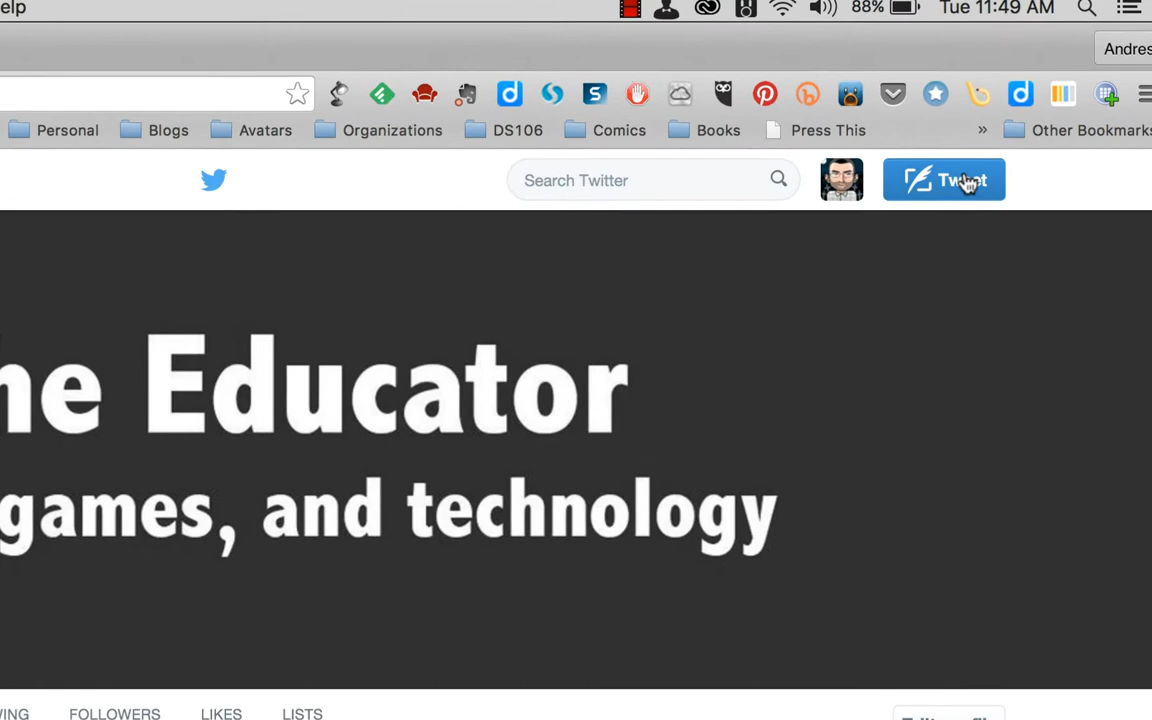 elp 88% Tue 11:49 AM
Andres
Personal Blogs Avatars Organizations DS106 Comics Books Press This » Other Bookmarks
Search Twitter Tweet
he Educator
games, and technology
WING FOLLOWERS LIKES LISTS